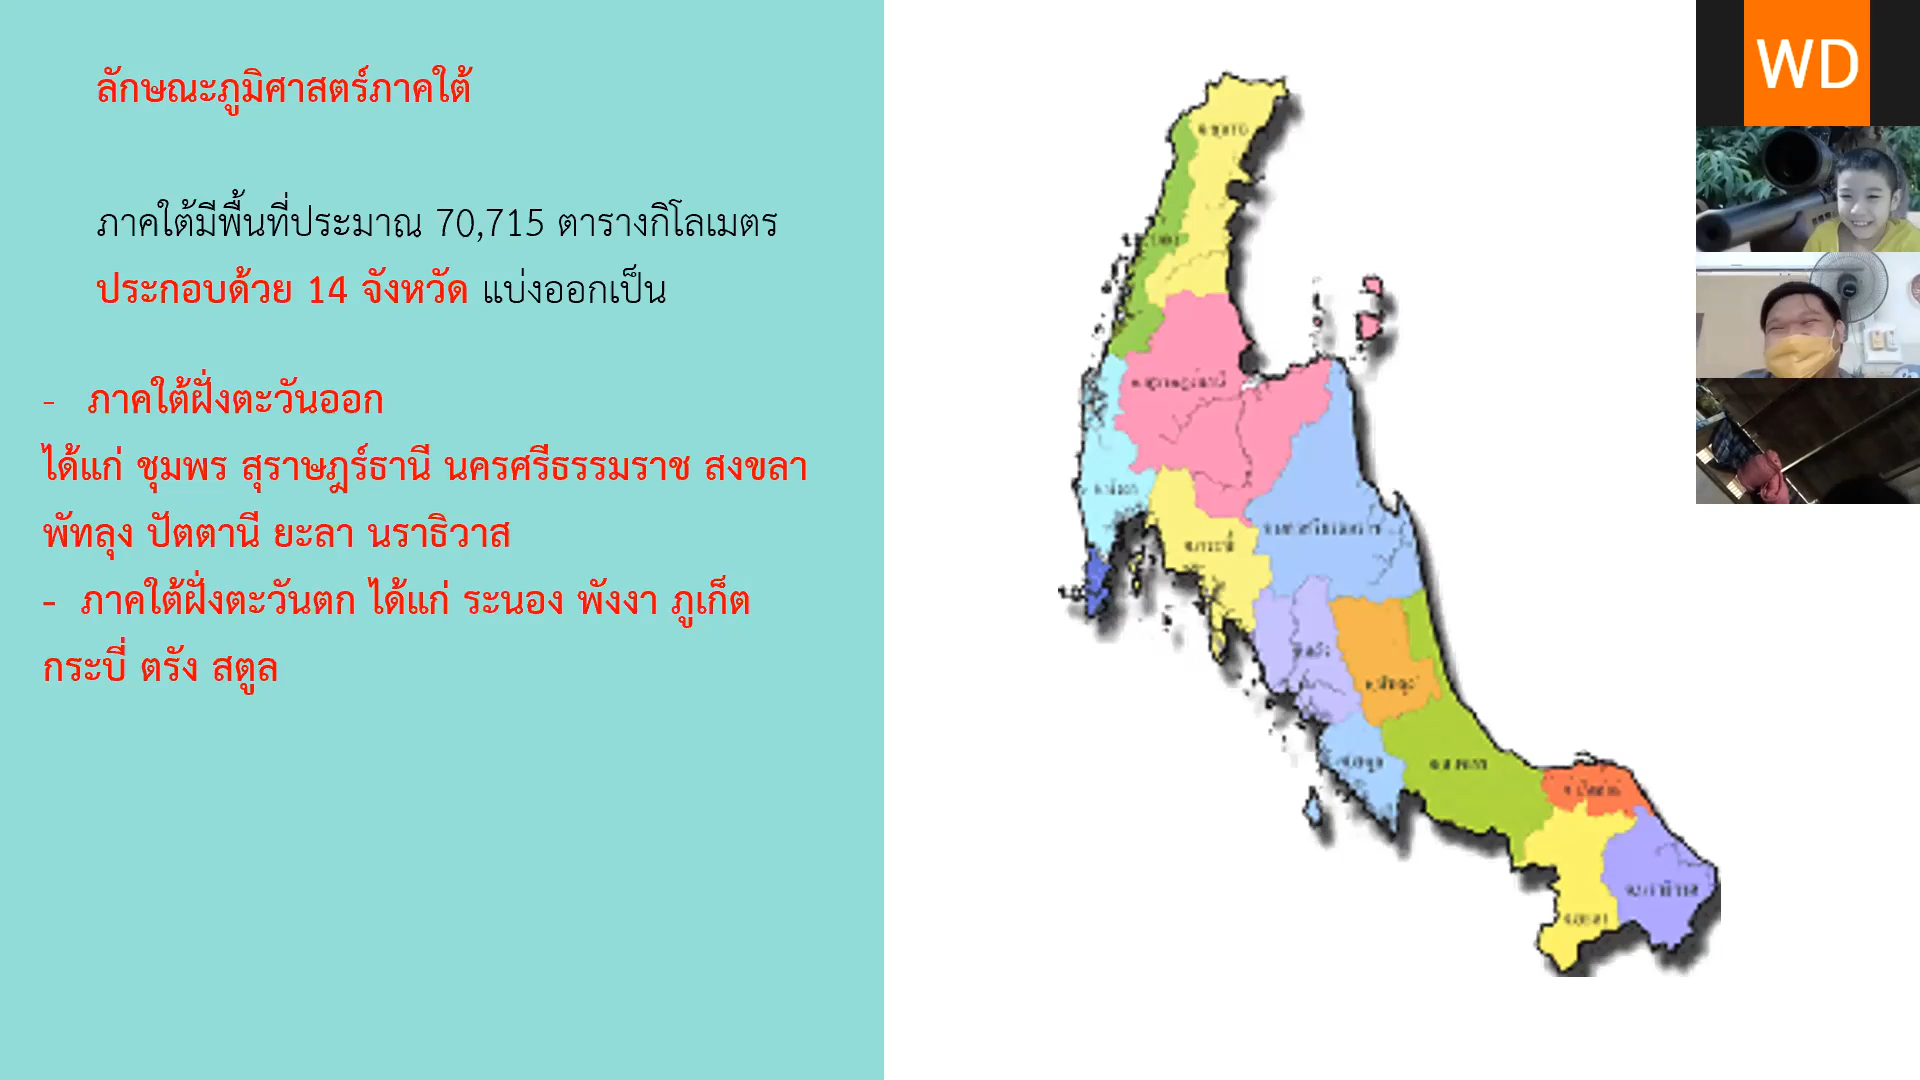 ลักษณะภูมิศาสตร์ภาคใต้
ภาคใต้มีพื้นที่ประมาณ 70,715 ตารางกิโลเมตร
ประกอบด้วย 14 จังหวัด แบ่งออกเป็น
- ภาคใต้ฝั่งตะวันออก
ได้แก่ ชุมพร สุราษฎร์ธานี นครศรีธรรมราช สงขลา
พัทลุง ปัตตานี ยะลา นราธิวาส
- ภาคใต้ฝั่งตะวันตก ได้แก่ ระนอง พังงา ภูเก็ต
กระบี่ ตรัง สตูล
WD
จ.กระบี่